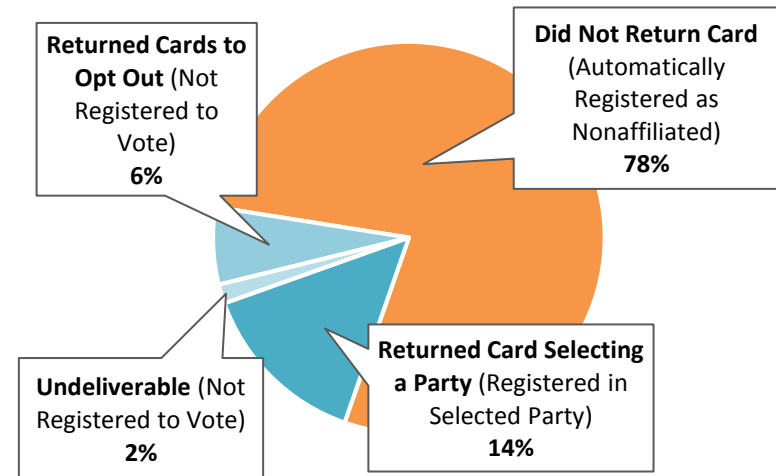 Returned Cards to
Opt Out (Not
Registered to
Vote)
6%
Did Not Return Card
(Automatically
Registered as
Nonaffiliated)
78%
Undeliverable (Not
Registered to Vote)
2%
Returned Card Selecting
a Party (Registered in
Selected Party)
14%